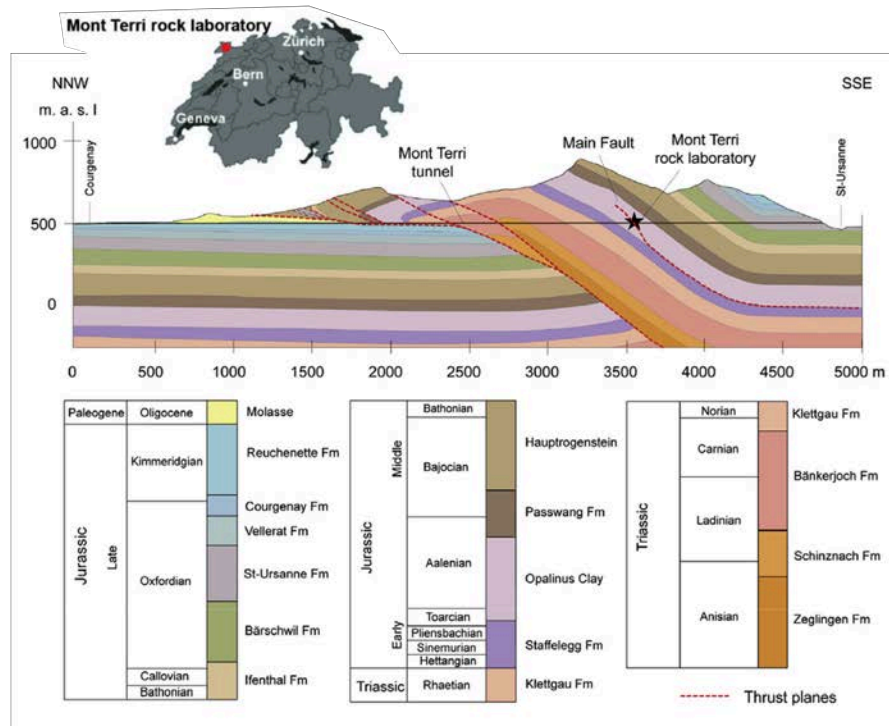 Mont Terri rock laboratory
Zürich
Bern
Geneva
NNW
SSE
m. a. s. l
1000
500
0
Courgenay
Mont Terri
tunnel
Main Fault
Mont Terri
rock laboratory
St-Ursanne
0 500 1000 1500 2000 2500 3000 3500 4000 5000 m
Paleogene Oligocene Molasse
Jurassic
Late
Kimmeridgian
Reuchenette Fm
Courgenay Fm
Vellerat Fm
Oxfordian
St-Ursanne Fm
Bärschwil Fm
Callovian
Bathonian
Ifenthal Fm
Jurassic
Middle
Early
Bathonian
Hauptrogenstein
Bajocian
Passwang Fm
Aalenian
Opalinus Clay
Toarcian
Pliensbachian
Sinemurian
Hettangian
Staffelegg Fm
Triassic Rhaetian Klettgau Fm
Triassic
Norian
Klettgau Fm
Carnian
Bänkerjoch Fm
Ladinian
Schinznach Fm
Anisian
Zeglingen Fm
Thrust planes